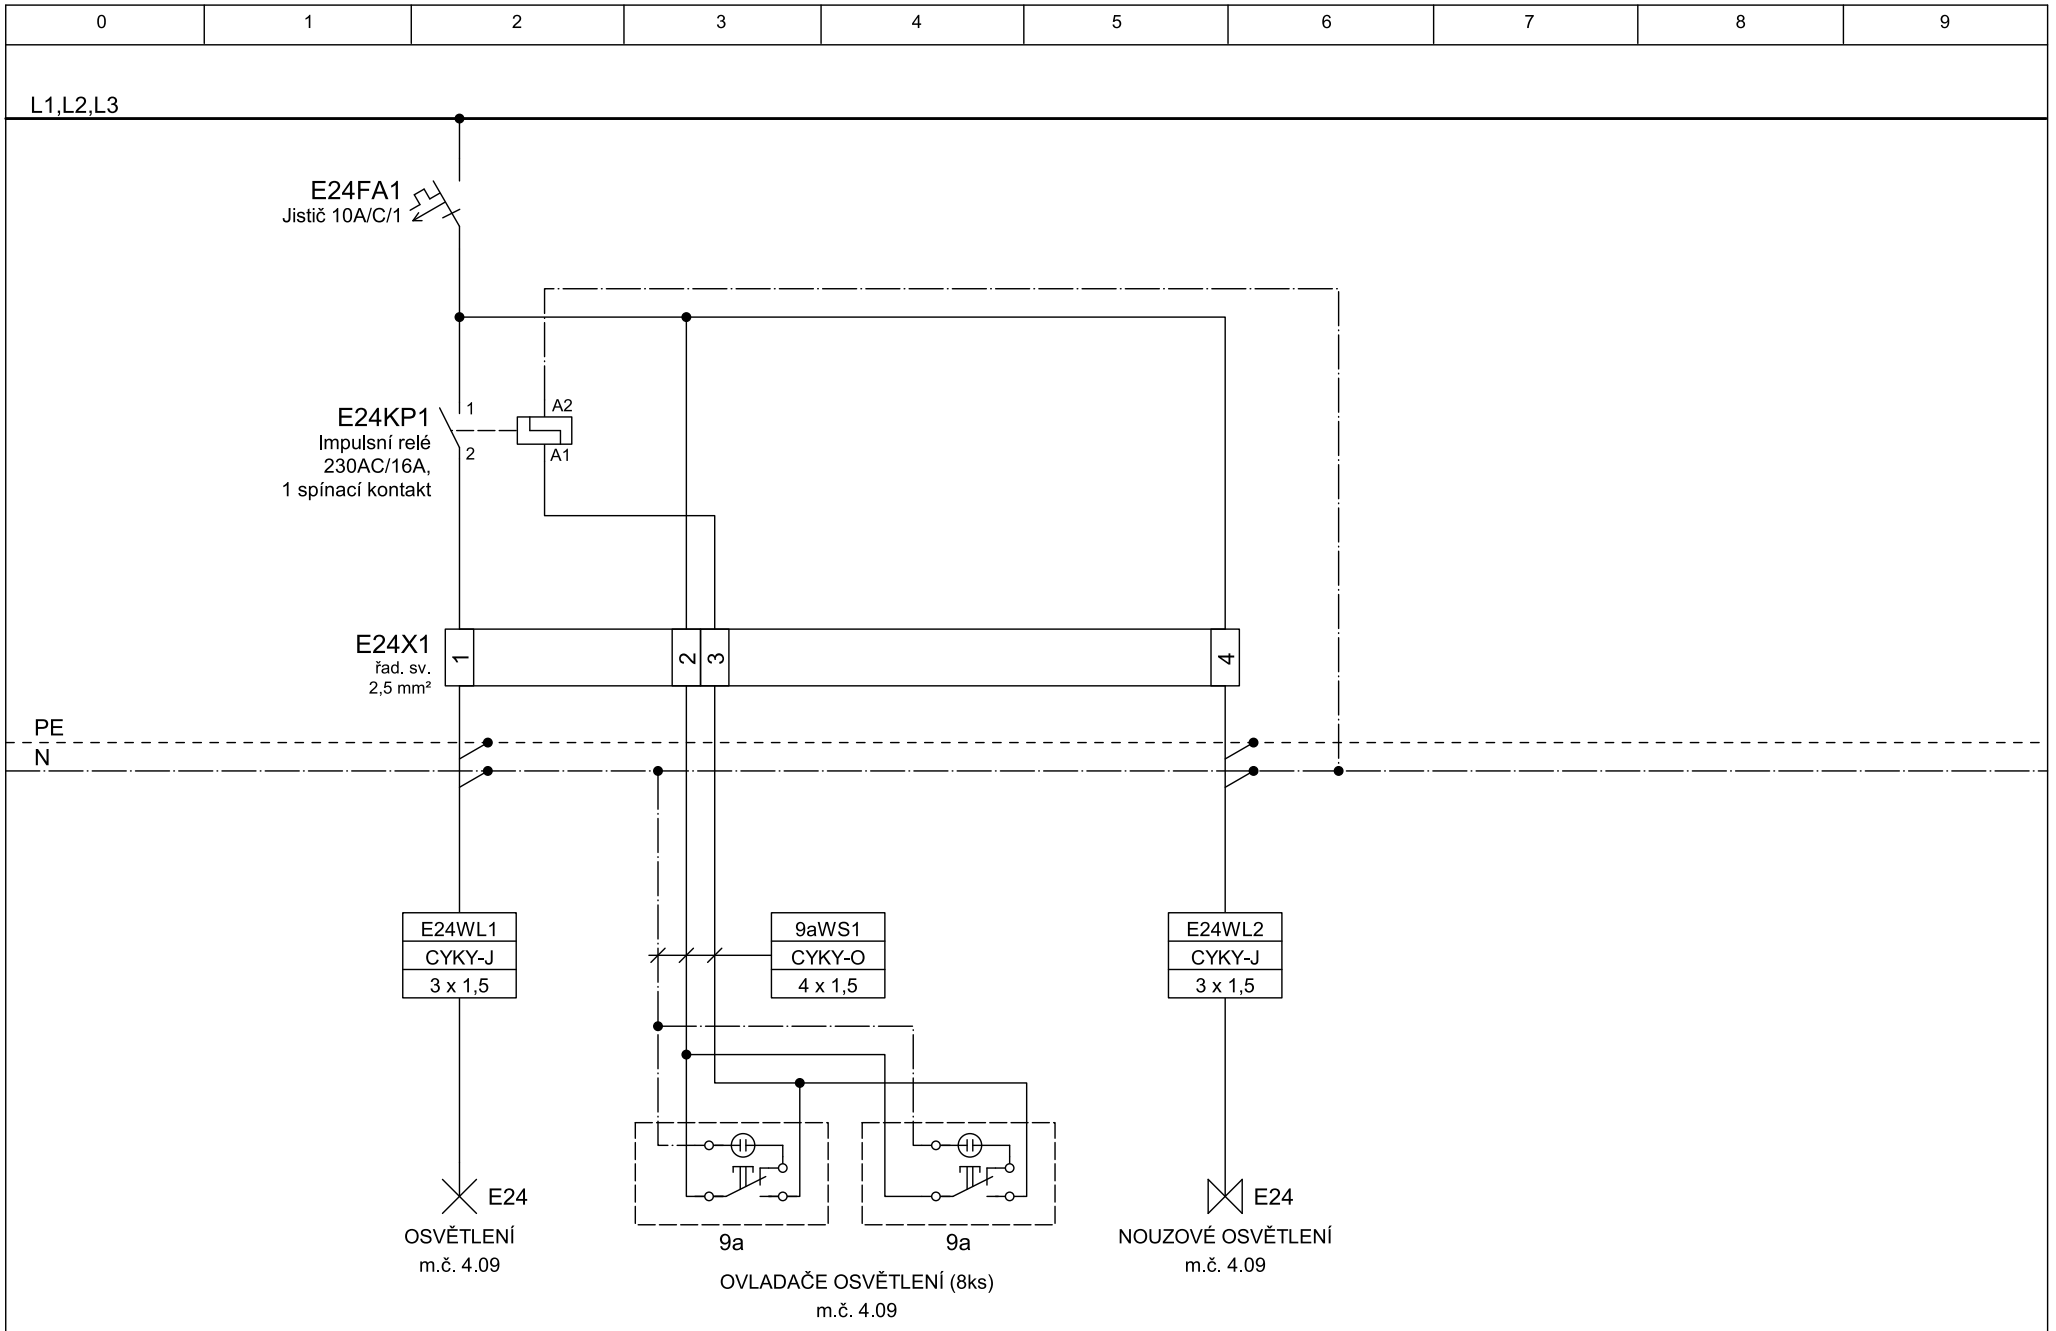 0 1 2 3 4 5 6 7 8 9
L1,L2,L3
E24FA1
Jistič 10A/C/1
E24KP1
Impulsní relé
230AC/16A,
1 spínací kontakt
1
2
A2
A1
E24X1
řad. sv.
2,5 mm²
1
2
3
4
PE
N
E24WL1
CYKY-J
3 x 1,5
9aWS1
CYKY-O
4 x 1,5
E24WL2
CYKY-J
3 x 1,5
E24
OSVĚTLENÍ
m.č. 4.09
9a
9a
OVLADAČE OSVĚTLENÍ (8ks)
m.č. 4.09
E24
NOUZOVÉ OSVĚTLENÍ
m.č. 4.09